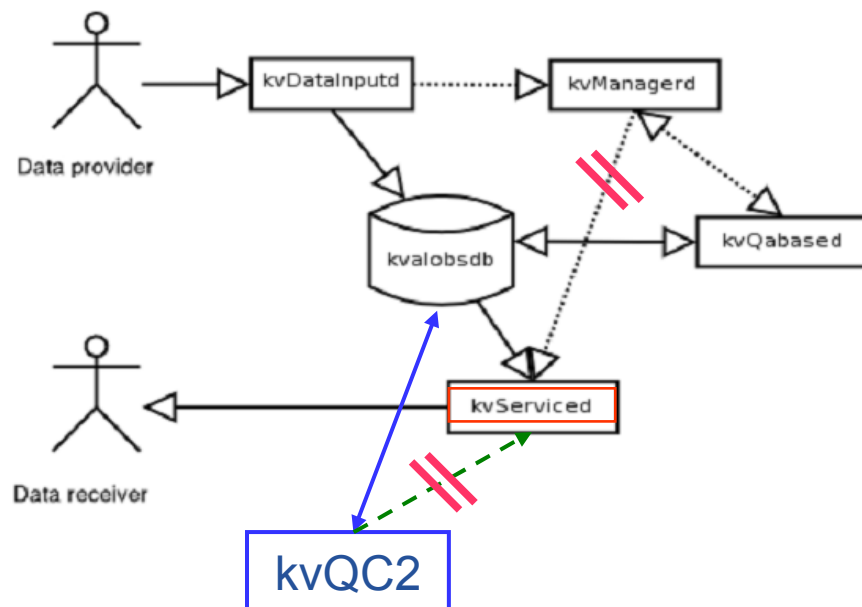 kvDataInputd
kvManagerd
Data provider
kvalobsdb
kvQabased
kvServiced
Data receiver
kvQC2